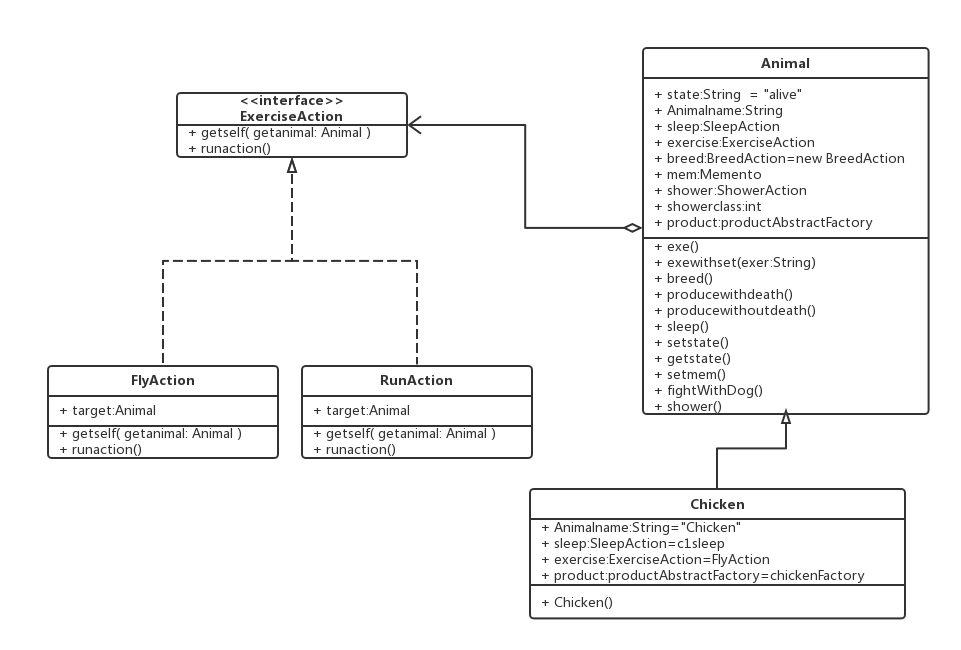 <<interface>>
ExerciseAction
+ getself( getanimal: Animal )
+ runaction()
Animal
+ state:String  = "alive"
+ Animalname:String
+ sleep:SleepAction
+ exercise:ExerciseAction
+ breed:BreedAction=new BreedAction
+ mem:Memento
+ shower:ShowerAction
+ showerclass:int
+ product:productAbstractFactory
+ exe()
+ exewithset(exer:String)
+ breed()
+ producewithdeath()
+ producewithoutdeath()
+ sleep()
+ setstate()
+ getstate()
+ setmem()
+ fightWithDog()
+ shower()
FlyAction
+ target:Animal
+ getself( getanimal: Animal )
+ runaction()
RunAction
+ target:Animal
+ getself( getanimal: Animal )
+ runaction()
Chicken
+ Animalname:String="Chicken"
+ sleep:SleepAction=c1sleep
+ exercise:ExerciseAction=FlyAction
+ product:productAbstractFactory=chickenFactory
+ Chicken()